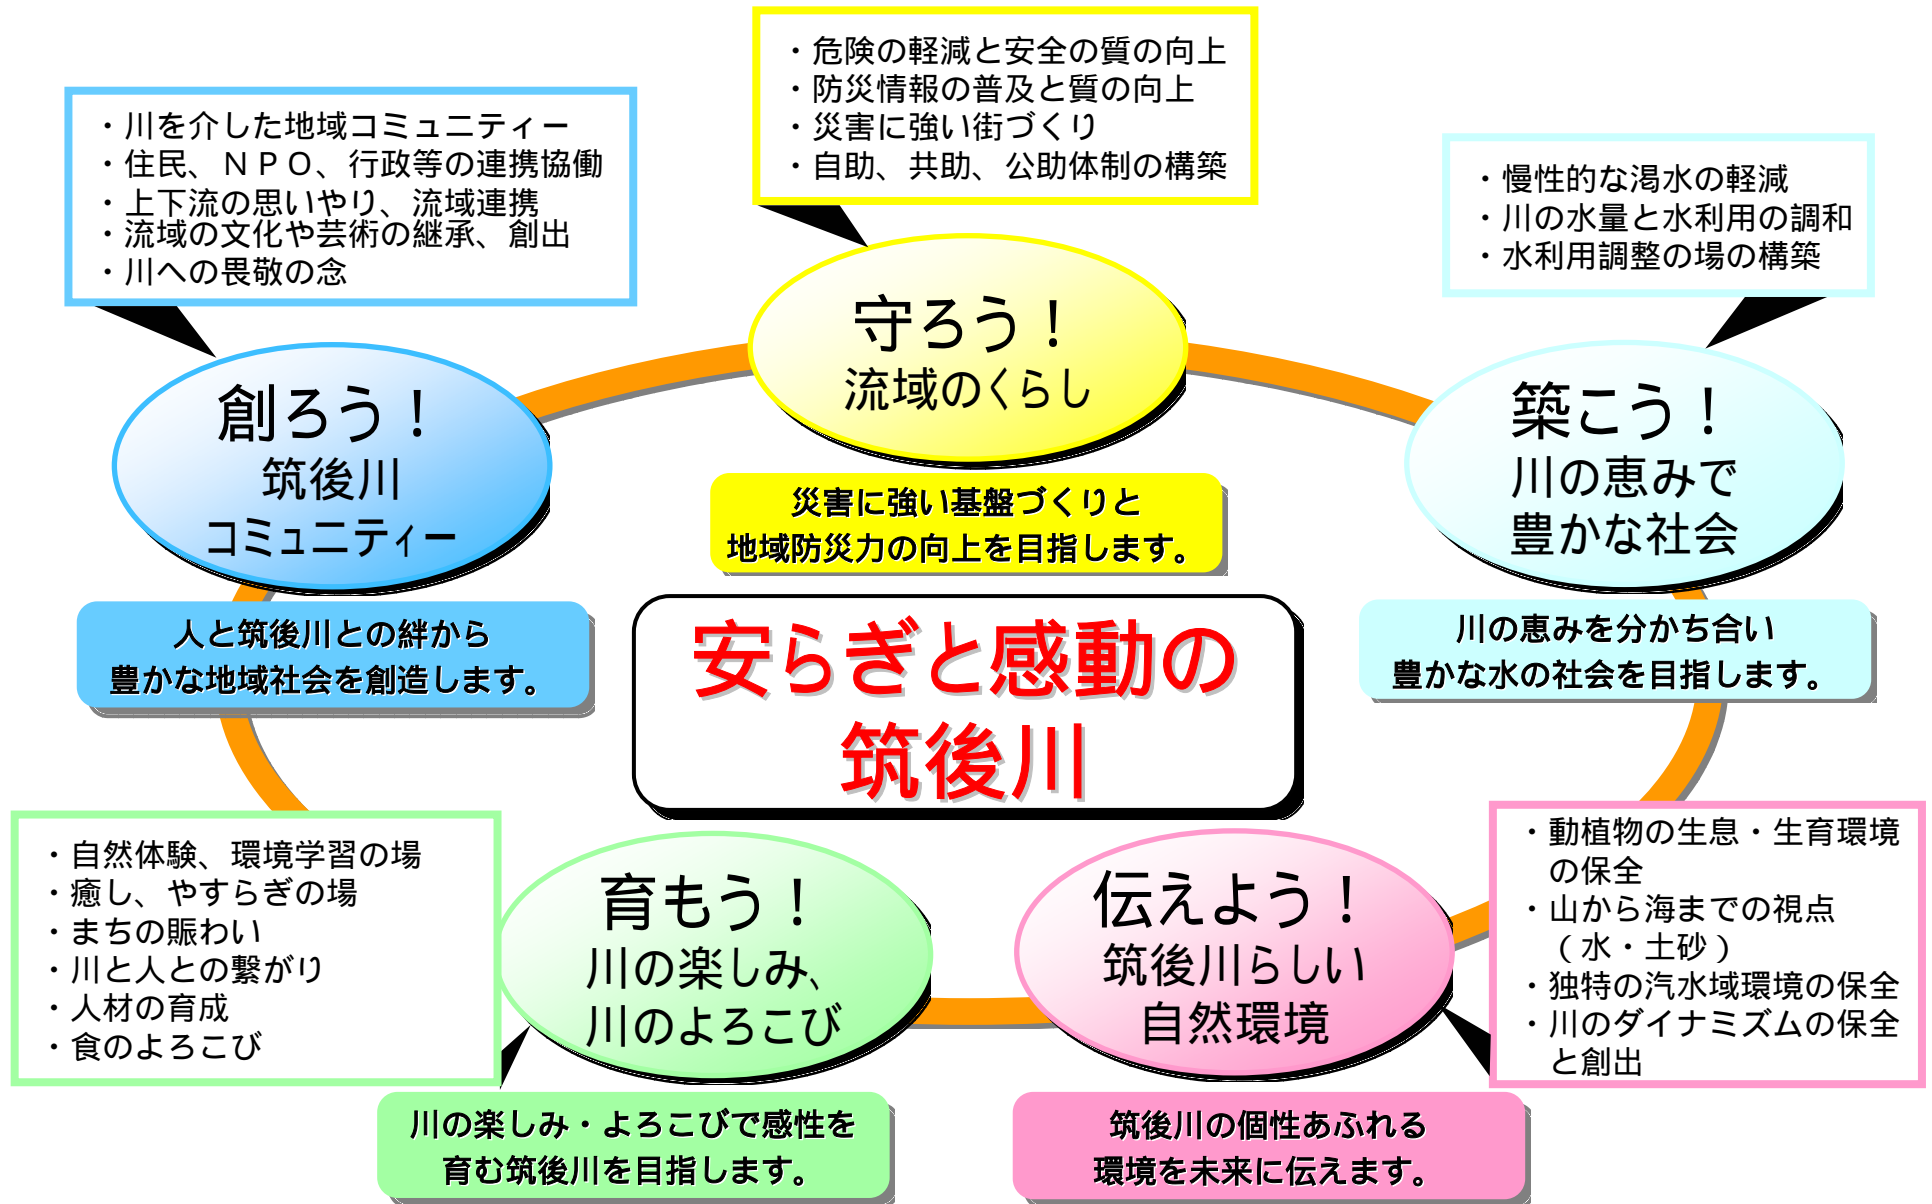 ・危険の軽減と安全の質の向上
・防災情報の普及と質の向上
・災害に強い街づくり
・自助、共助、公助体制の構築
守ろう！
流域のくらし
災害に強い基盤づくりと
地域防災力の向上を目指します。
・川を介した地域コミュニティー
・住民、ＮＰＯ、行政等の連携協働
・上下流の思いやり、流域連携
・流域の文化や芸術の継承、創出
・川への畏敬の念
創ろう！
筑後川
コミュニティー
人と筑後川との絆から
豊かな地域社会を創造します。
・慢性的な渇水の軽減
・川の水量と水利用の調和
・水利用調整の場の構築
築こう！
川の恵みで
豊かな社会
川の恵みを分かち合い
豊かな水の社会を目指します。
安らぎと感動の
筑後川
・自然体験、環境学習の場
・癒し、やすらぎの場
・まちの賑わい
・川と人との繋がり
・人材の育成
・食のよろこび
育もう！
川の楽しみ、
川のよろこび
川の楽しみ・よろこびで感性を
育む筑後川を目指します。
伝えよう！
筑後川らしい
自然環境
筑後川の個性あふれる
環境を未来に伝えます。
・動植物の生息・生育環境
の保全
・山から海までの視点
（水・土砂）
・独特の汽水域環境の保全
・川のダイナミズムの保全
と創出